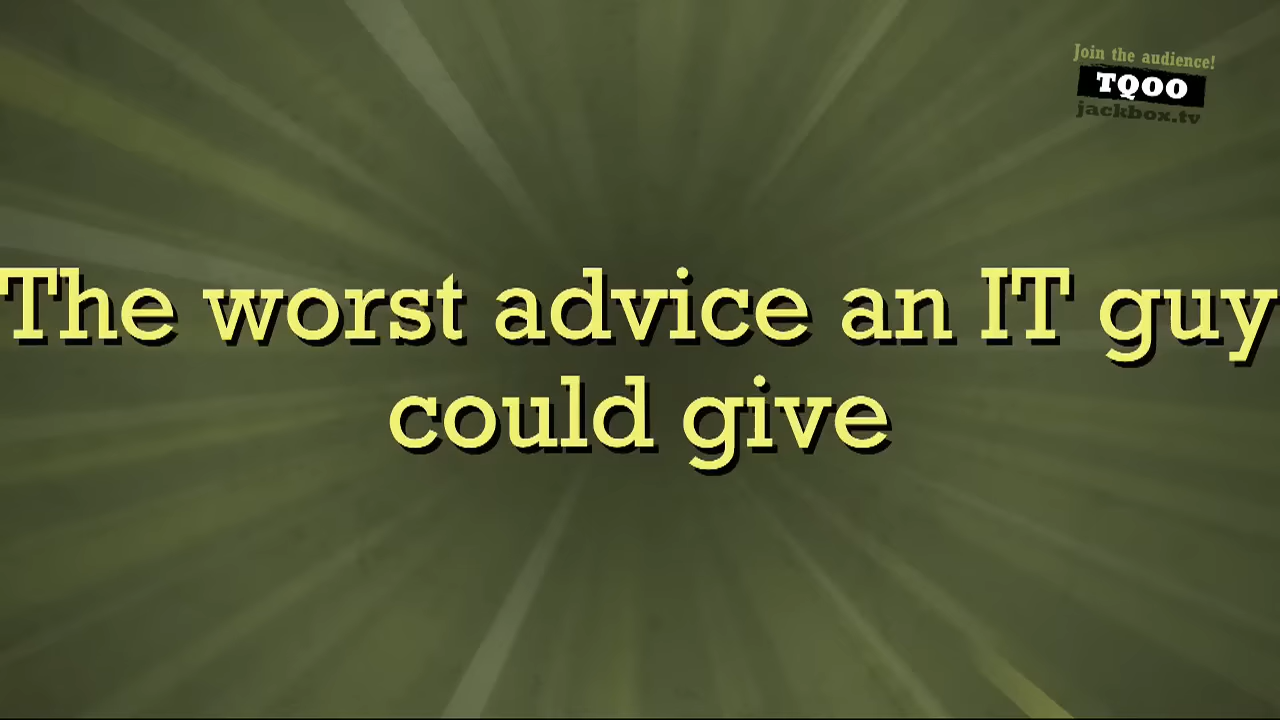 Join the audience!
TQOO
jackbox.tv
The worst advice an IT guy
could give